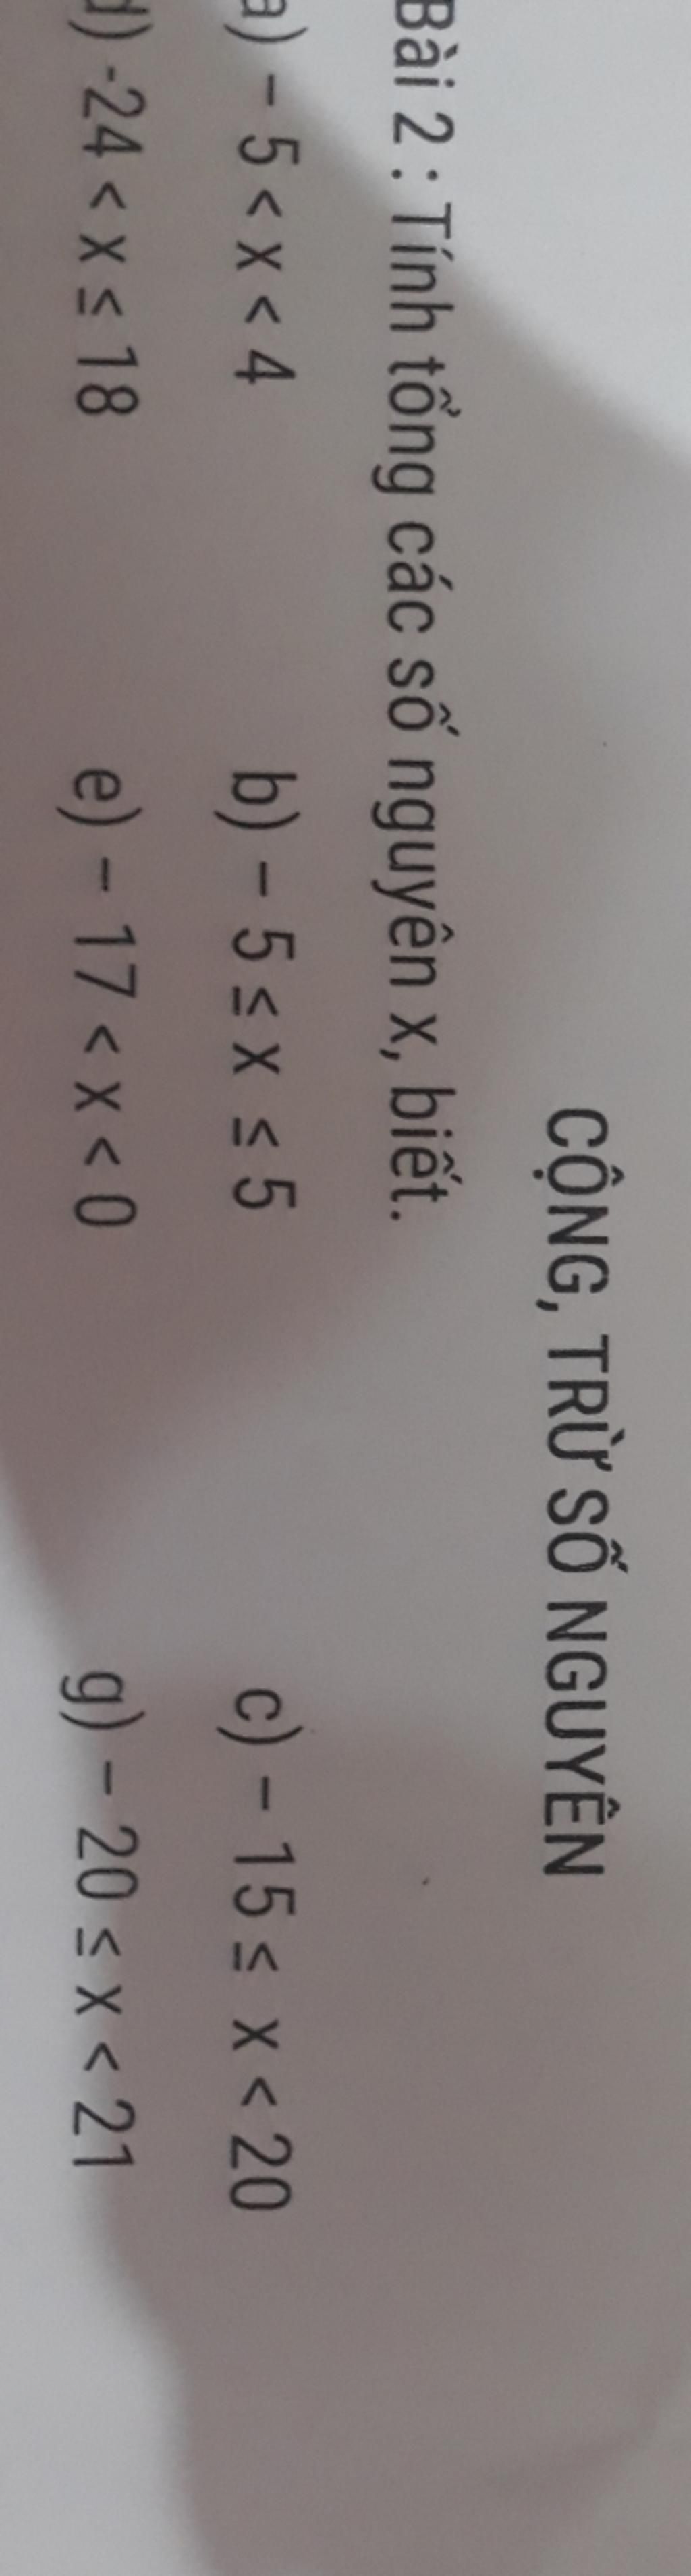 CỘNG, TRỪ SỐ NGUYÊN
Bài 2 : Tính tổng các số nguyên x, biết.
a) – 5 < x < 4 b) – 5 ≤ x ≤ 5 c) – 15 ≤ x < 20
d) -24 < x ≤ 18 e) – 17 < x < 0 g) – 20 ≤ x < 21